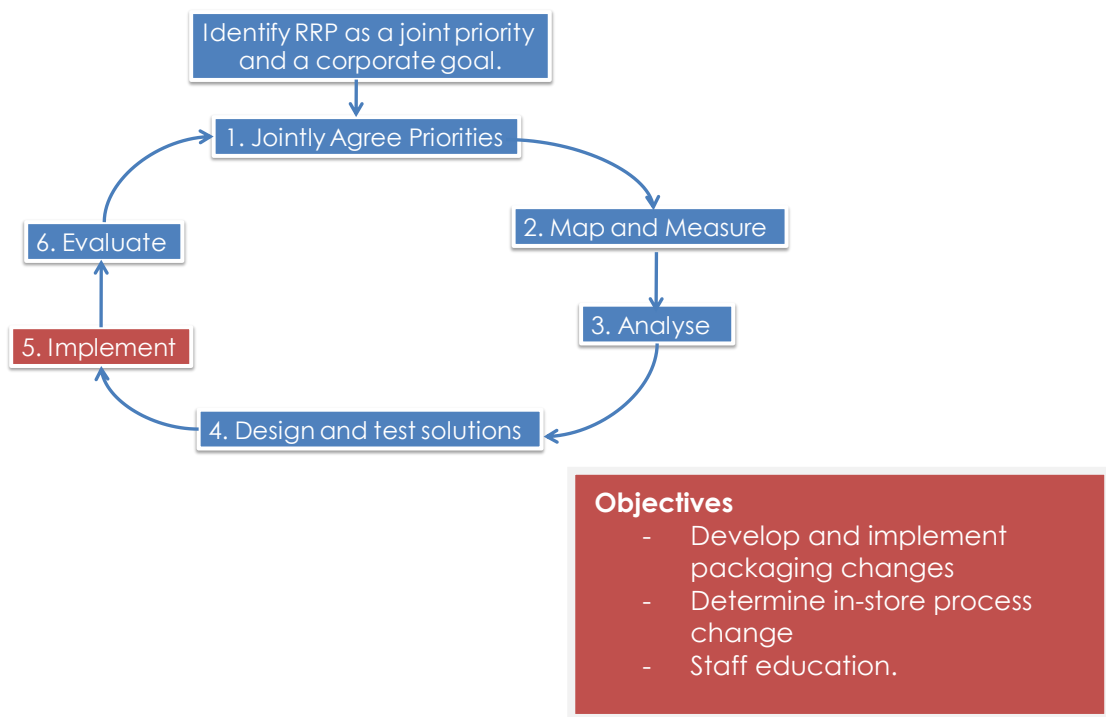 Identify RRP as a joint priority
and a corporate goal.
1. Jointly Agree Priorities
2. Map and Measure
3. Analyse
4. Design and test solutions
5. Implement
6. Evaluate
Objectives
- Develop and implement
packaging changes
- Determine in-store process
change
- Staff education.